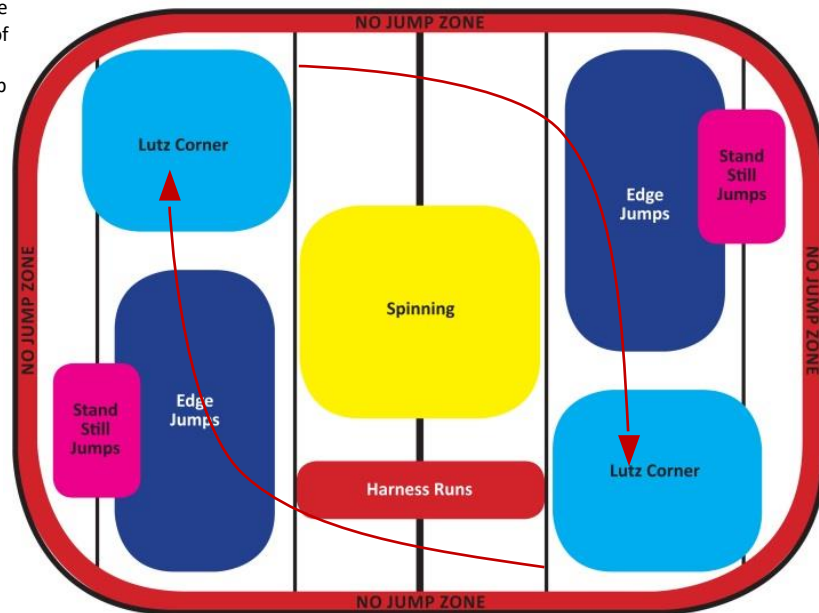 e
of
NO JUMP ZONE
Lutz Corner
Stand
Still
Jumps
Edge
Jumps
NO JUMP ZONE
NO JUMP ZONE
Spinning
Edge
Jumps
Stand
Still
Jumps
Lutz Corner
Harness Runs
NO JUMP ZONE